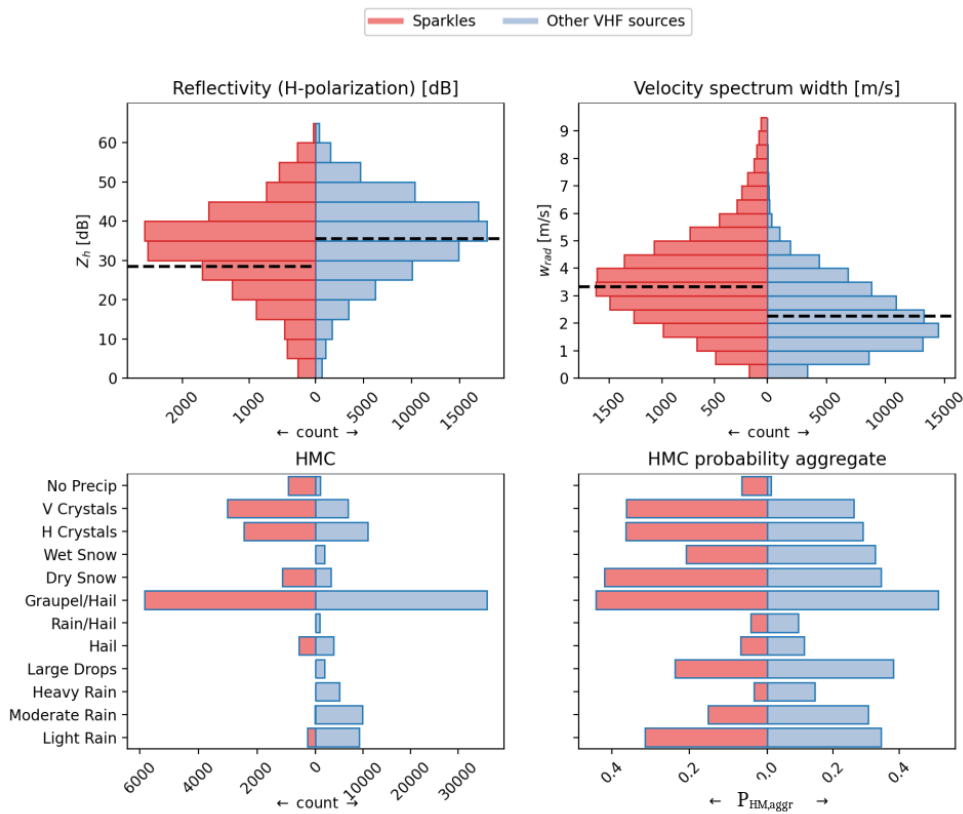 Sparkles Other VHF sources
Reflectivity (H-polarization) [dB]
Z_h [dB]
60
50
40
30
20
10
0
2000 1000 0 5000 10000 15000
← count →
Velocity spectrum width [m/s]
w_rad [m/s]
9
8
7
6
5
4
3
2
1
0
1500 1000 500 0 5000 10000 15000
← count →
HMC
No Precip
V Crystals
H Crystals
Wet Snow
Dry Snow
Graupel/Hail
Rain/Hail
Hail
Large Drops
Heavy Rain
Moderate Rain
Light Rain
6000 4000 2000 0 10000 20000 30000
← count →
HMC probability aggregate
0.4 0.2 0.0 0.2 0.4
← P_HM,aggr →